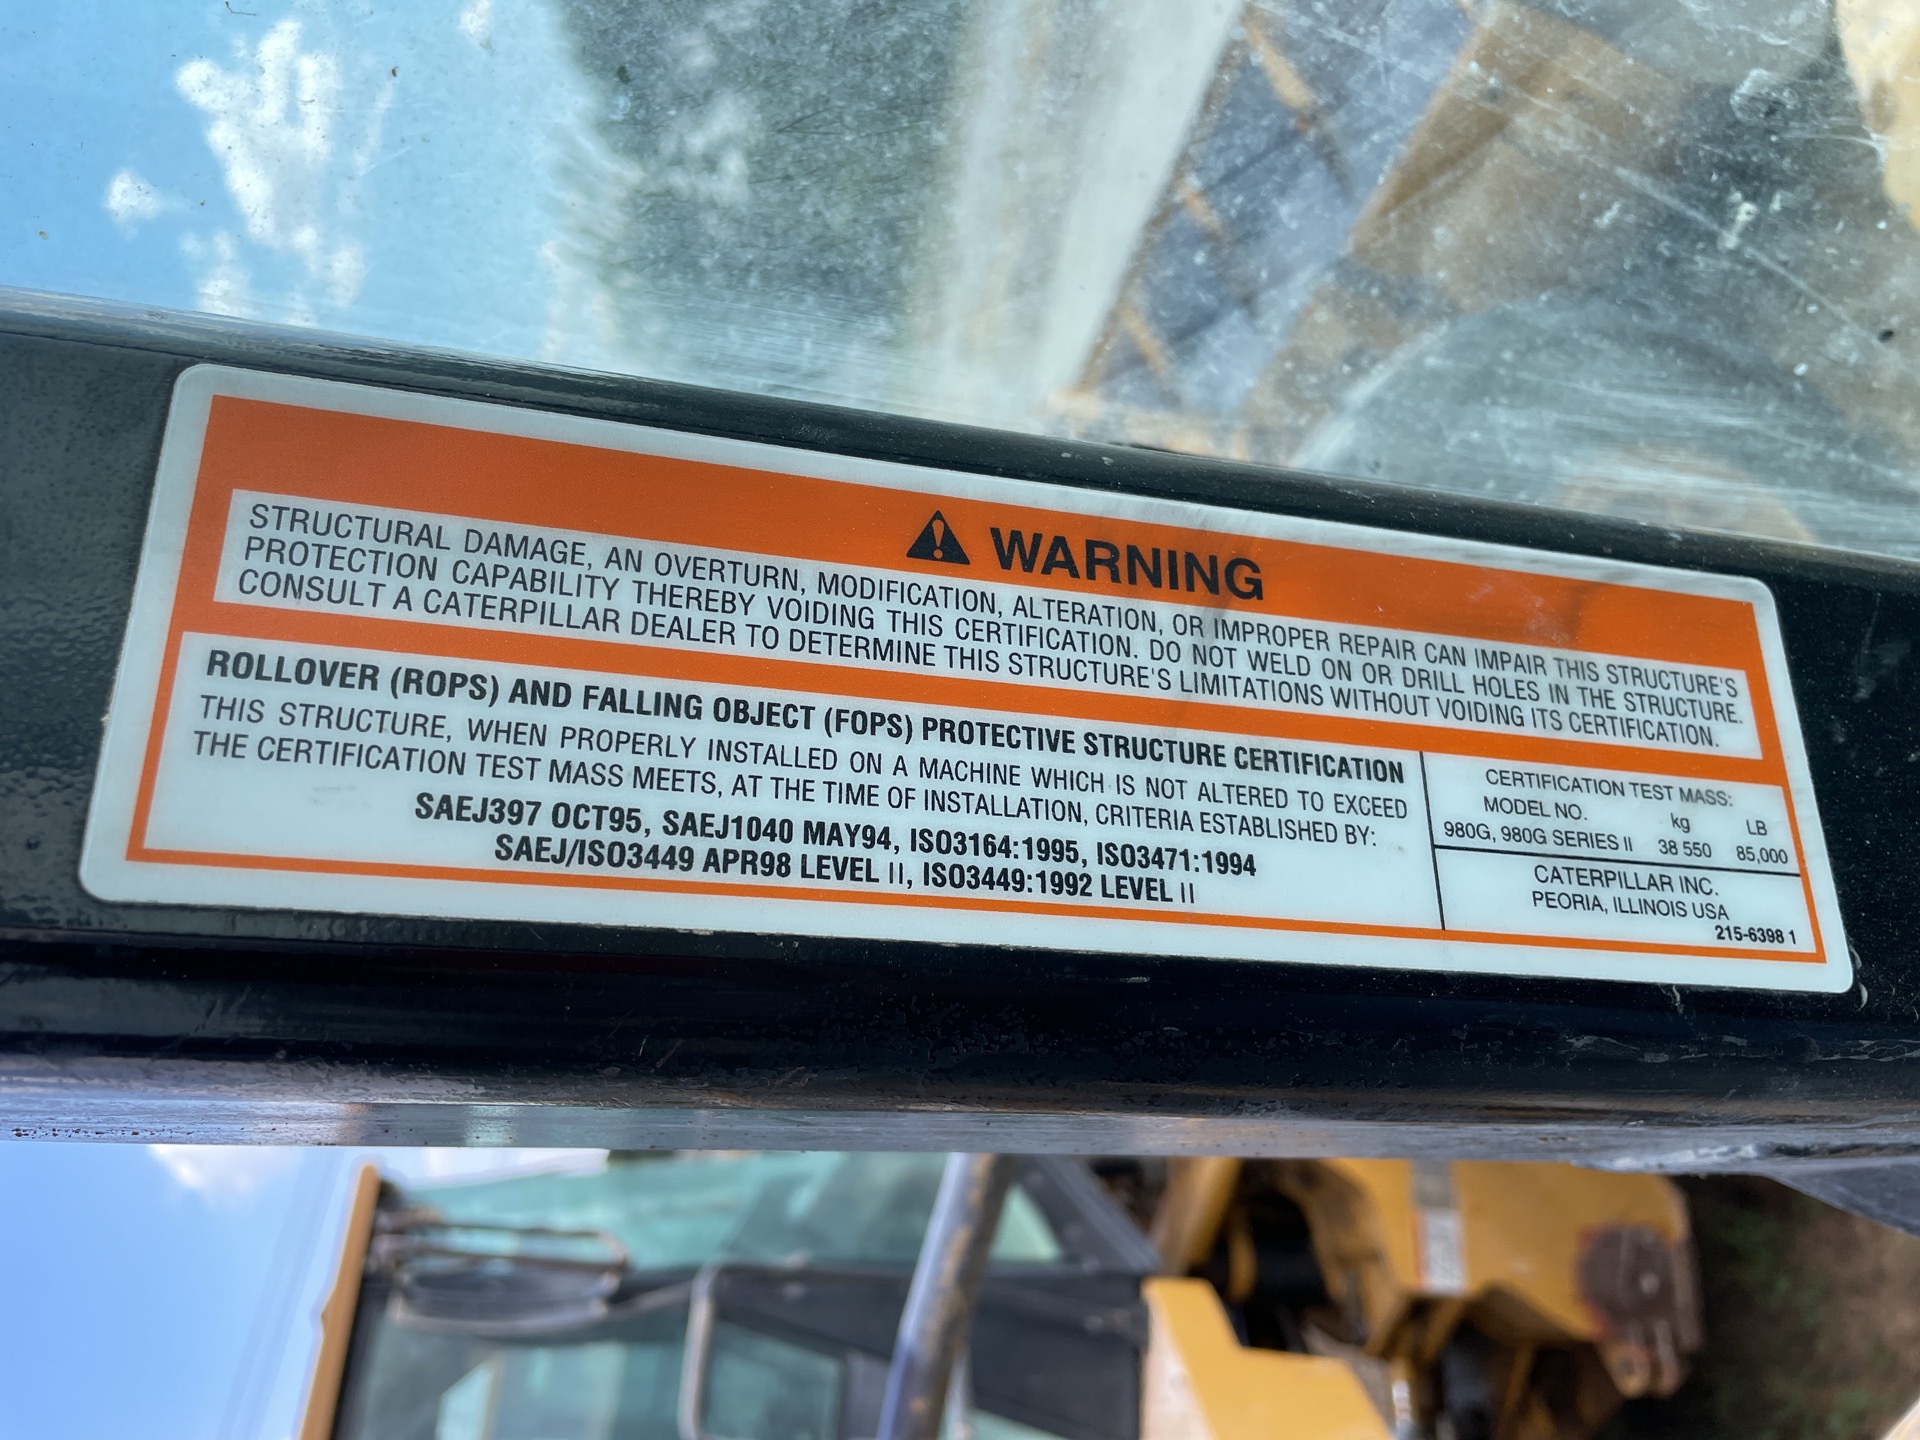 WARNING
STRUCTURAL DAMAGE, AN OVERTURN, MODIFICATION, ALTERATION, OR IMPROPER REPAIR CAN IMPAIR THIS STRUCTURE'S
PROTECTION CAPABILITY THEREBY VOIDING THIS CERTIFICATION. DO NOT WELD ON OR DRILL HOLES IN THE STRUCTURE.
CONSULT A CATERPILLAR DEALER TO DETERMINE THIS STRUCTURE'S LIMITATIONS WITHOUT VOIDING ITS CERTIFICATION.
ROLLOVER (ROPS) AND FALLING OBJECT (FOPS) PROTECTIVE STRUCTURE CERTIFICATION
THIS STRUCTURE, WHEN PROPERLY INSTALLED ON A MACHINE WHICH IS NOT ALTERED TO EXCEED
THE CERTIFICATION TEST MASS MEETS, AT THE TIME OF INSTALLATION, CRITERIA ESTABLISHED BY:
SAEJ397 OCT95, SAEJ1040 MAY94, ISO3164:1995, ISO3471:1994
SAEJ/ISO3449 APR98 LEVEL II, ISO3449:1992 LEVEL II
CERTIFICATION TEST MASS:
MODEL NO. kg LB
980G, 980G SERIES II 38 550 85,000
CATERPILLAR INC.
PEORIA, ILLINOIS USA
215-6398 1